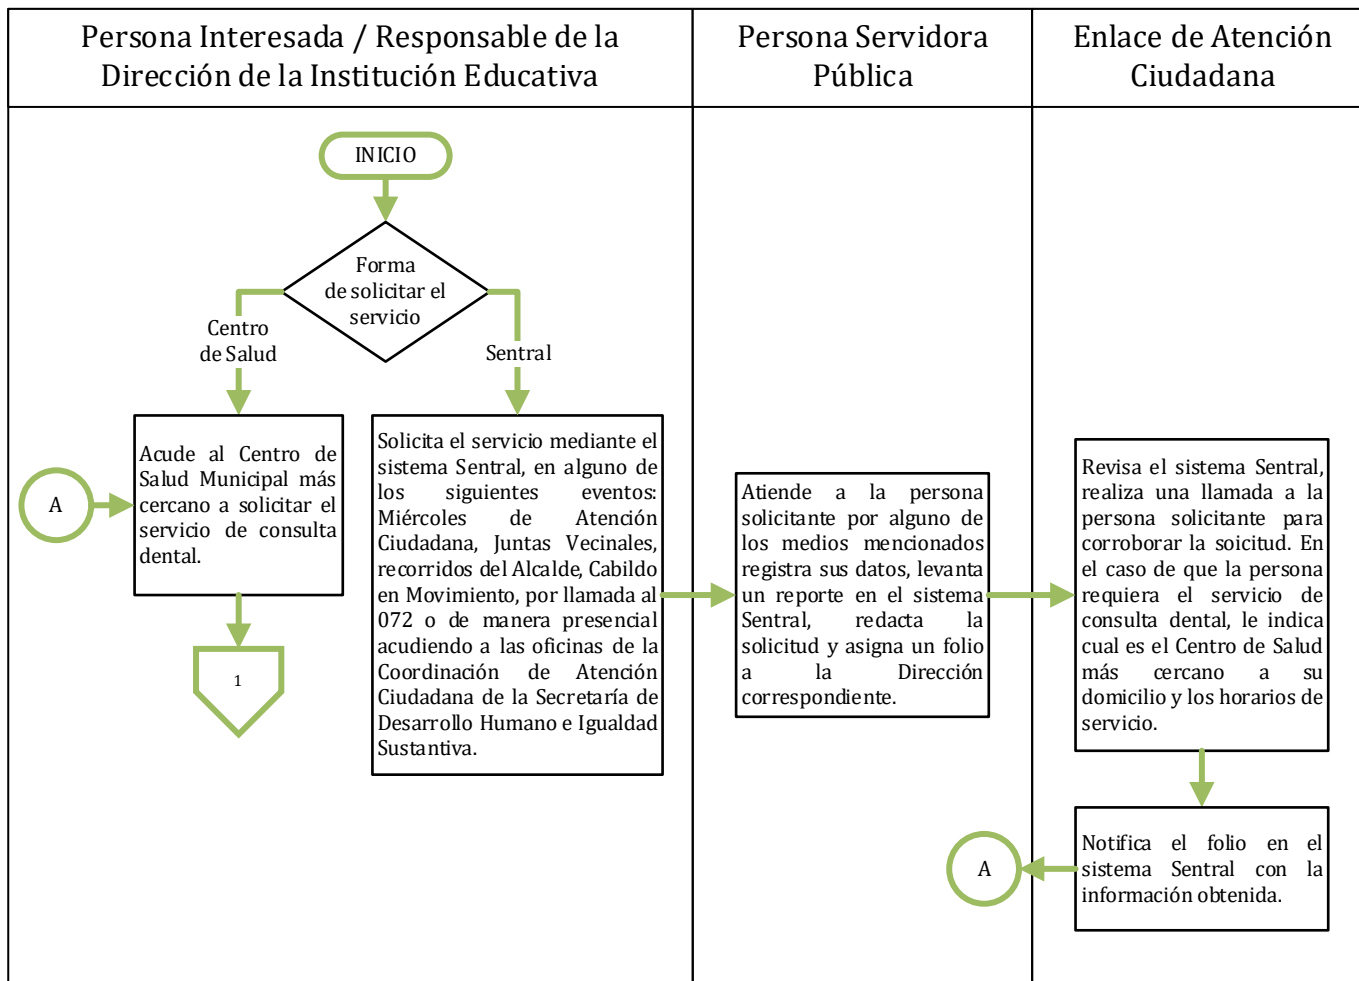 Persona Interesada / Responsable de la
Dirección de la Institución Educativa
Persona Servidora
Pública
Enlace de Atención
Ciudadana
INICIO
Forma
de solicitar el
servicio
Centro
de Salud
Sentral
A
Acude al Centro de
Salud Municipal más
cercano a solicitar el
servicio de consulta
dental.
1
Solicita el servicio mediante el
sistema Sentral, en alguno de
los siguientes eventos:
Miércoles de Atención
Ciudadana, Juntas Vecinales,
recorridos del Alcalde, Cabildo
en Movimiento, por llamada al
072 o de manera presencial
acudiendo a las oficinas de la
Coordinación de Atención
Ciudadana de la Secretaría de
Desarrollo Humano e Igualdad
Sustantiva.
Atiende a la persona
solicitante por alguno de
los medios mencionados
registra sus datos, levanta
un reporte en el sistema
Sentral, redacta la
solicitud y asigna un folio
a la Dirección
correspondiente.
Revisa el sistema Sentral,
realiza una llamada a la
persona solicitante para
corroborar la soicitud. En
el caso de que la persona
requiera el servicio de
consulta dental, le indica
cual es el Centro de Salud
más cercano a su
domicilio y los horarios de
servicio.
Notifica el folio en el
sistema Sentral con la
información obtenida.
A